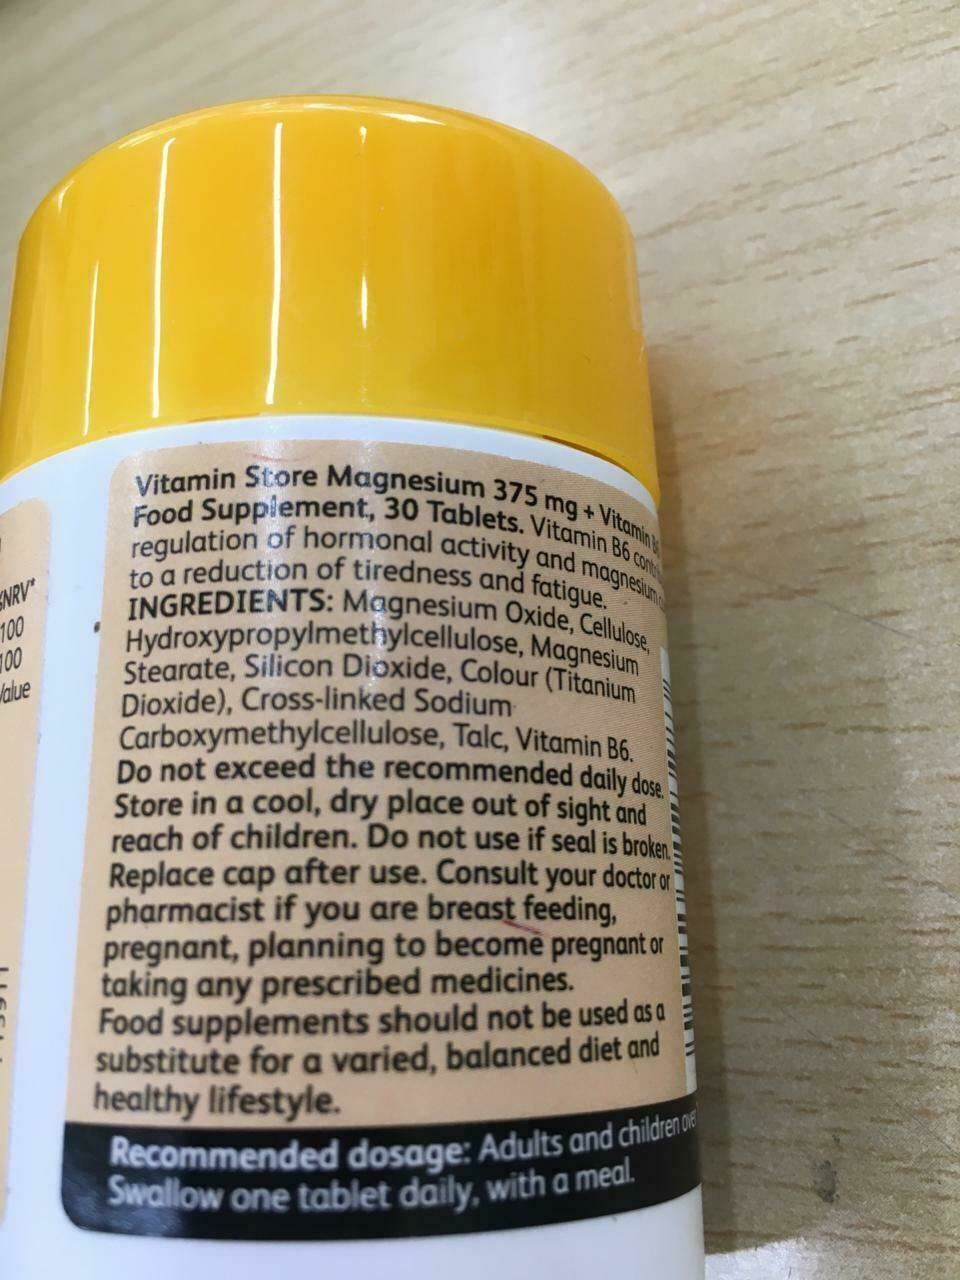 Vitamin Store Magnesium 375 mg + Vitamin B6
Food Supplement, 30 Tablets. Vitamin B6
regulation of hormonal activity and magnesium
to a reduction of tiredness and fatigue.
INGREDIENTS: Magnesium Oxide, Cellulose,
Hydroxypropylmethylcellulose, Magnesium
Stearate, Silicon Dioxide, Colour (Titanium
Dioxide), Cross-linked Sodium
Carboxymethylcellulose, Talc, Vitamin B6.
Do not exceed the recommended daily dose.
Store in a cool, dry place out of sight and
reach of children. Do not use if seal is broken.
Replace cap after use. Consult your doctor or
pharmacist if you are breast feeding,
pregnant, planning to become pregnant or
taking any prescribed medicines.
Food supplements should not be used as a
substitute for a varied, balanced diet and
healthy lifestyle.
Recommended dosage: Adults and children over
Swallow one tablet daily, with a meal.
%NRV*
100
100
Value